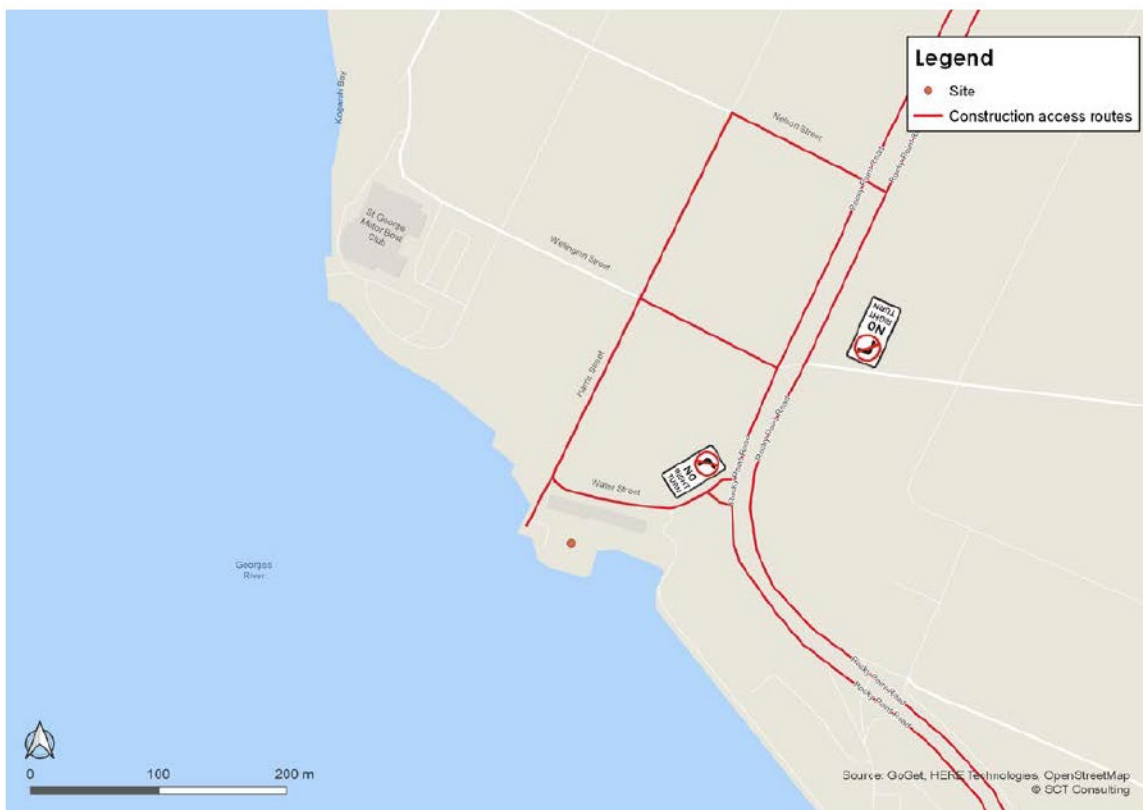 Legend
Site
Construction access routes
Kogarah Bay
Nelson Street
Rocky Point Road
Rocky Point R
St George
Motor Boat
Club
Wellington Street
NO
RIGHT
TURN
Harris Street
Rocky Point Road
Rocky Point Road
NO
RIGHT
TURN
Water Street
Georges
River
Rocky Point Road
Rocky Point Road
0 100 200 m
Source: GoGet, HERE Technologies, OpenStreetMap
© SCT Consulting